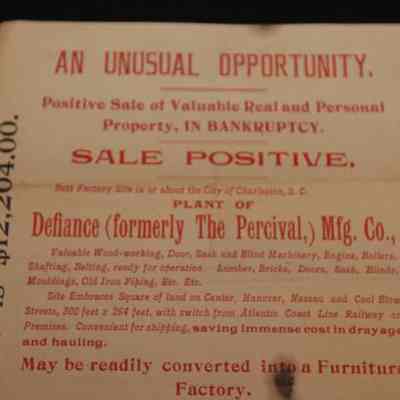 AN UNUSUAL OPPORTUNITY.
Positive Sale of Valuable Real and Personal
Property, IN BANKRUPTCY.
SALE POSITIVE.
Best Factory Site in or about the City of Charleston, S. C.
PLANT OF
Defiance (formerly The Percival,) Mfg. Co.,
Valuable Wood-working, Door, Sash and Blind Machinery, Engine, Boilers,
Shafting, Belting, ready for operation. Lumber, Bricks, Doors, Sash, Blinds,
Mouldings, Old Iron Piping, Etc. Etc.
Site Embraces Square of land on Hanover, Nassau and Cool Blow
Streets, 300 feet x 264 feet, with switch from Atlantic Coast Line Railway on
Premises. Convenient for shipping, saving immense cost in drayage
and hauling.
May be readily converted into a Furniture
Factory.
$12,204.00.